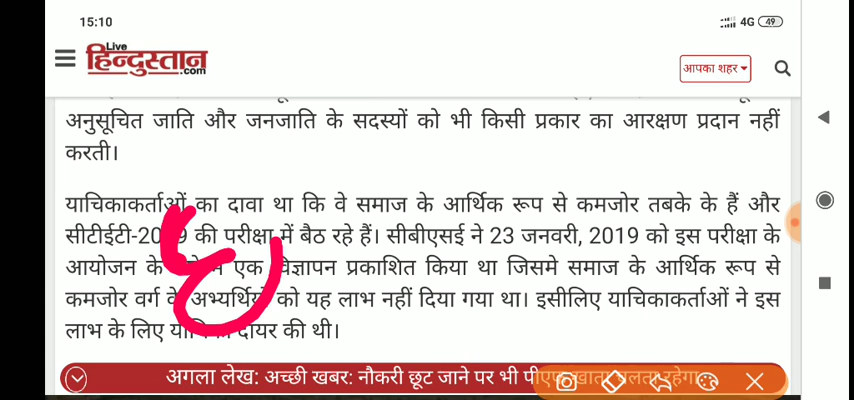 15:10
4G 49
Live
हिन्दुस्तान
.com
आपका शहर
अनुसूचित जाति और जनजाति के सदस्यों को भी किसी प्रकार का आरक्षण प्रदान नहीं
करती।
याचिकाकर्ताओं का दावा था कि वे समाज के आर्थिक रूप से कमजोर तबके के हैं और
सीटीईटी-2019 की परीक्षा में बैठ रहे हैं। सीबीएसई ने 23 जनवरी, 2019 को इस परीक्षा के
आयोजन के एक विज्ञापन प्रकाशित किया था जिसमे समाज के आर्थिक रूप से
कमजोर वर्ग के अभ्यर्थियों को यह लाभ नहीं दिया गया था। इसीलिए याचिकाकर्ताओं ने इस
लाभ के लिए दायर की थी।
अगला लेख: अच्छी खबर: नौकरी छूट जाने पर भी पीएफ खाता चलता रहेगा